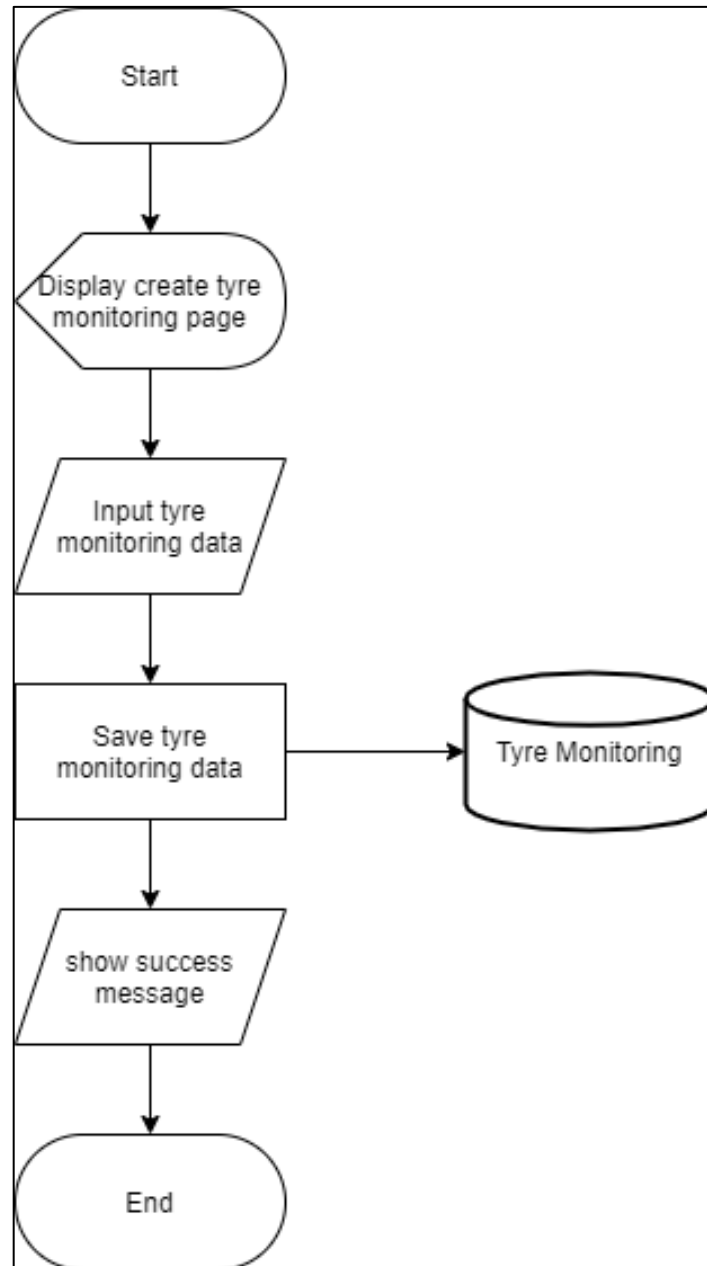 Start
Display create tyre
monitoring page
Input tyre
monitoring data
Save tyre
monitoring data
Tyre Monitoring
show success
message
End